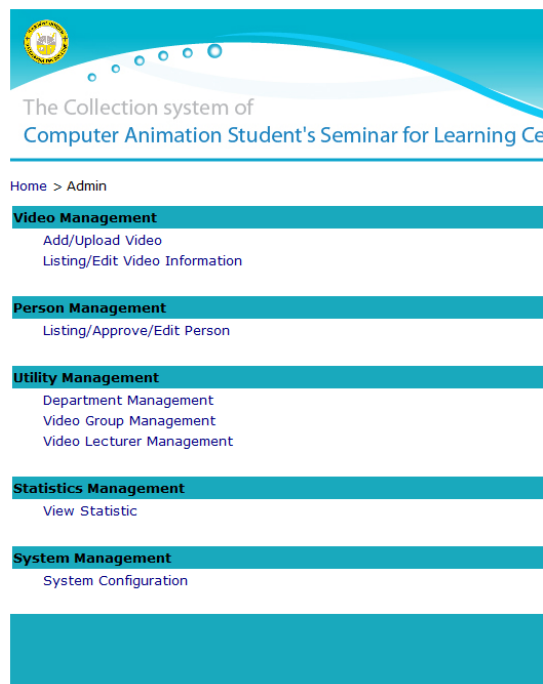 The Collection system of
Computer Animation Student's Seminar for Learning Ce
Home > Admin
Video Management
Add/Upload Video
Listing/Edit Video Information
Person Management
Listing/Approve/Edit Person
Utility Management
Department Management
Video Group Management
Video Lecturer Management
Statistics Management
View Statistic
System Management
System Configuration